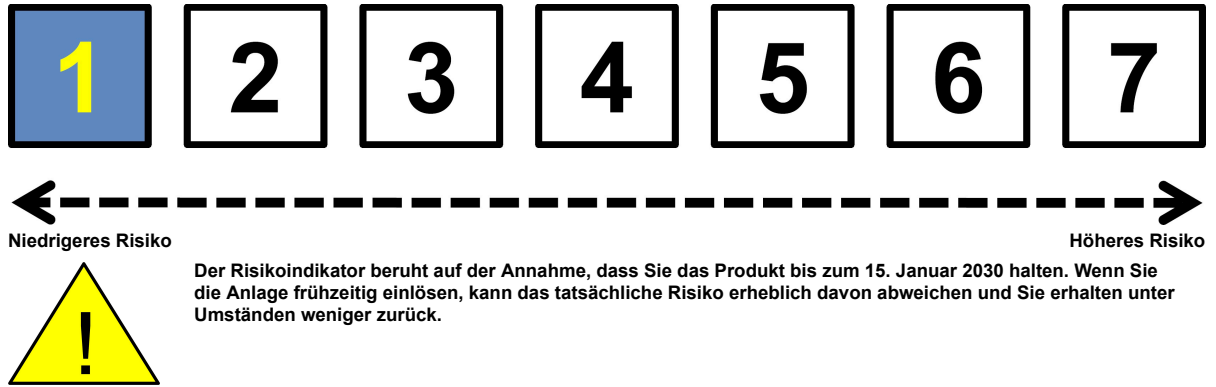 1 2 3 4 5 6 7
Niedrigeres Risiko Höheres Risiko
Der Risikoindikator beruht auf der Annahme, dass Sie das Produkt bis zum 15. Januar 2030 halten. Wenn Sie
die Anlage frühzeitig einlösen, kann das tatsächliche Risiko erheblich davon abweichen und Sie erhalten unter
Umständen weniger zurück.
!